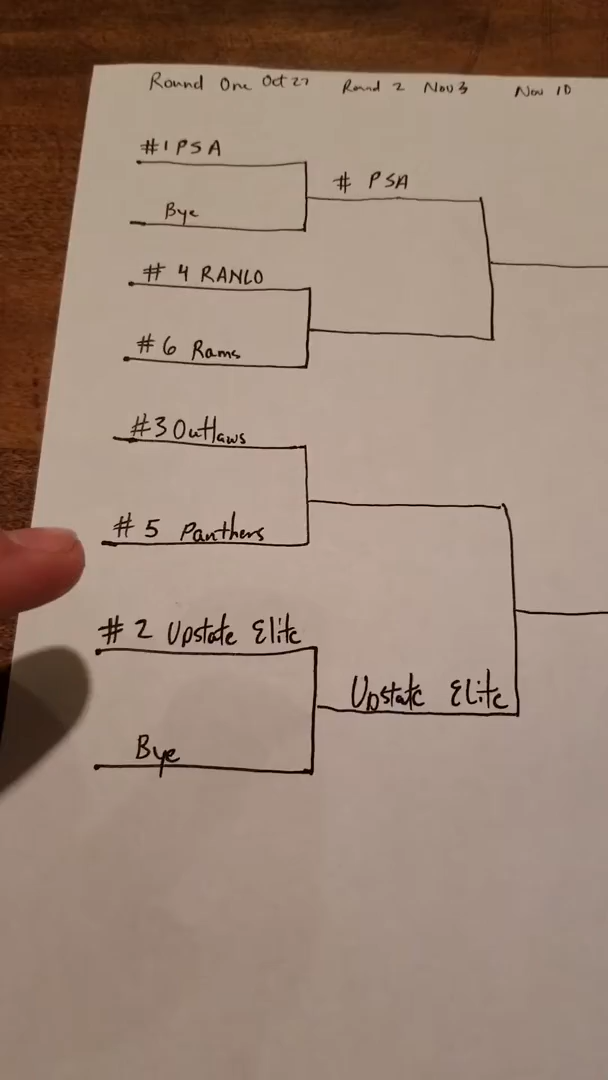 Round One Oct 27 Round 2 Nov 3 Nov 10
#1 PSA
# PSA
Bye
# 4 RANLO
#6 Rams
#3 Outlaws
# 5 Panthers
# 2 Upstate Elite
Upstate Elite
Bye